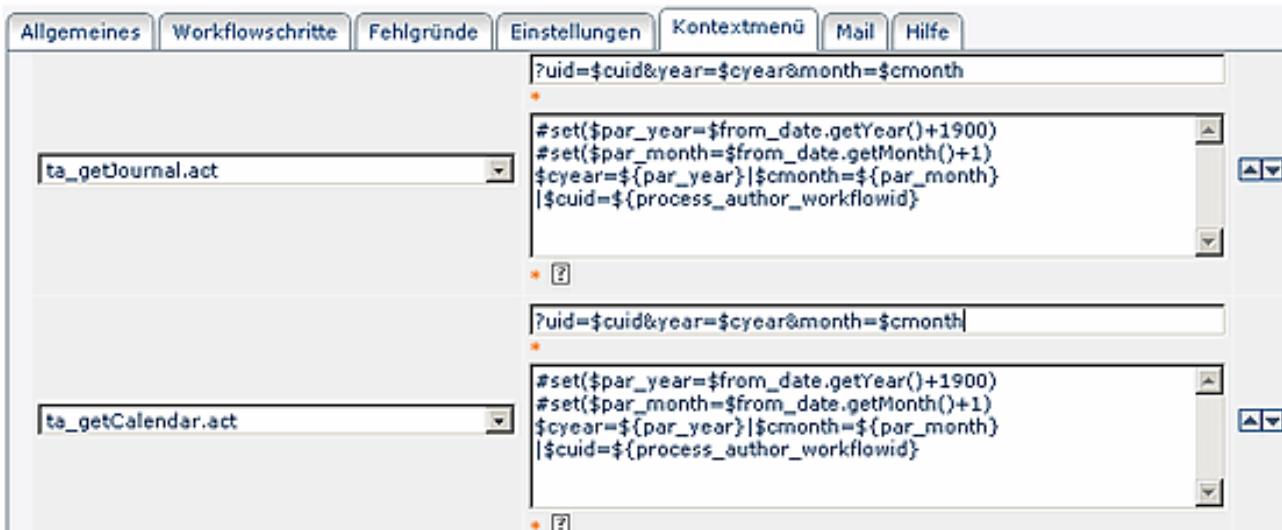 Allgemeines Workflowschritte Fehlgründe Einstellungen Kontextmenü Mail Hilfe
?uid=$cuid&year=$cyear&month=$cmonth
*
ta_getJournal.act
#set($par_year=$from_date.getYear()+1900)
#set($par_month=$from_date.getMonth()+1)
$cyear=${par_year}|$cmonth=${par_month}
|$cuid=${process_author_workflowid}
* ?
?uid=$cuid&year=$cyear&month=$cmonth
*
ta_getCalendar.act
#set($par_year=$from_date.getYear()+1900)
#set($par_month=$from_date.getMonth()+1)
$cyear=${par_year}|$cmonth=${par_month}
|$cuid=${process_author_workflowid}
* ?